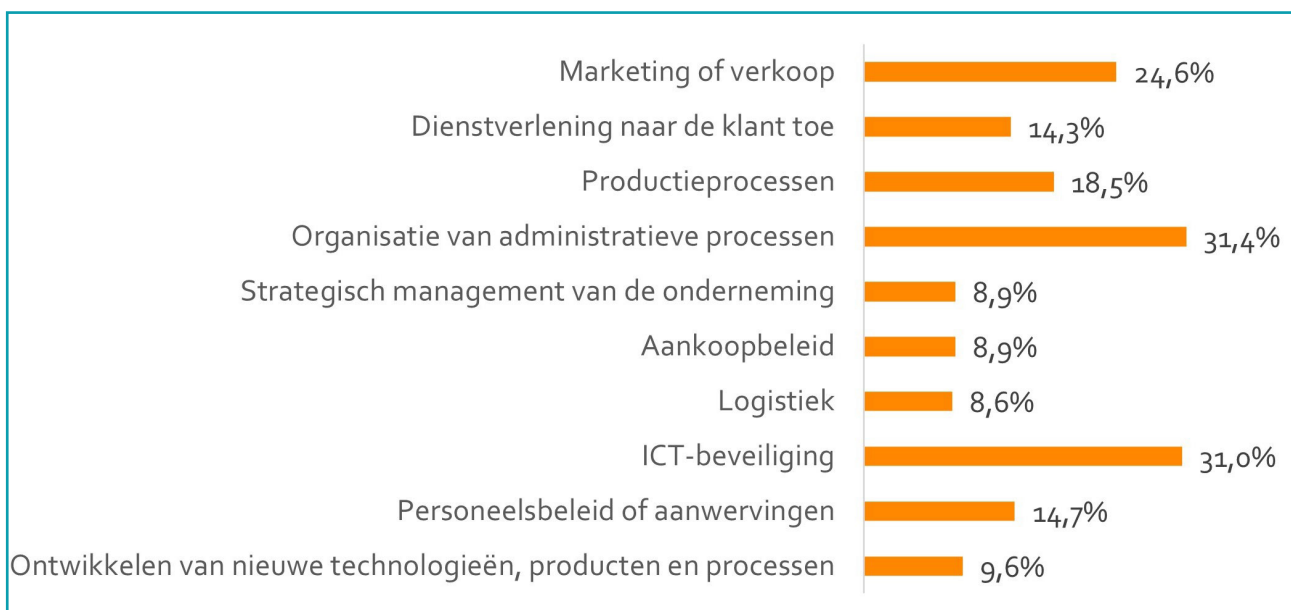 Marketing of verkoop 24,6%
Dienstverlening naar de klant toe 14,3%
Productieprocessen 18,5%
Organisatie van administratieve processen 31,4%
Strategisch management van de onderneming 8,9%
Aankoopbeleid 8,9%
Logistiek 8,6%
ICT-beveiliging 31,0%
Personeelsbeleid of aanwervingen 14,7%
Ontwikkelen van nieuwe technologieën, producten en processen 9,6%